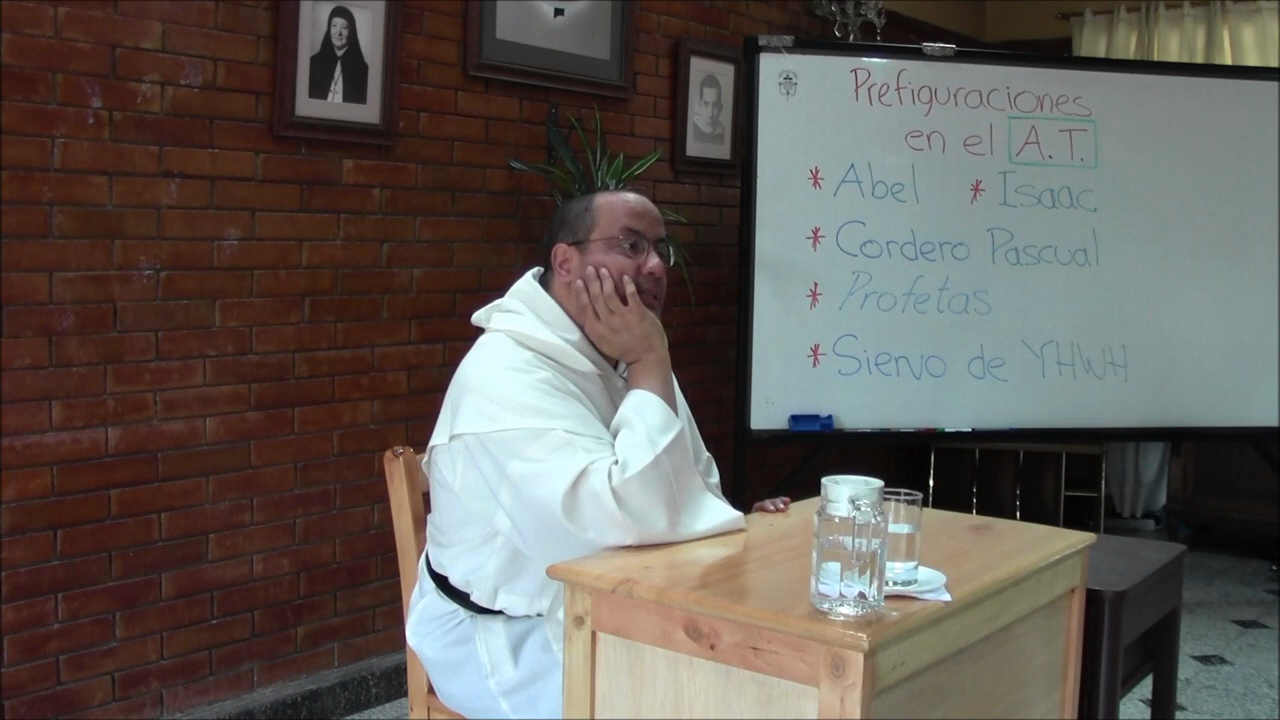 Prefiguraciones
en el A.T.
* Abel * Isaac
* Cordero Pascual
* Profetas
* Siervo de YHWH